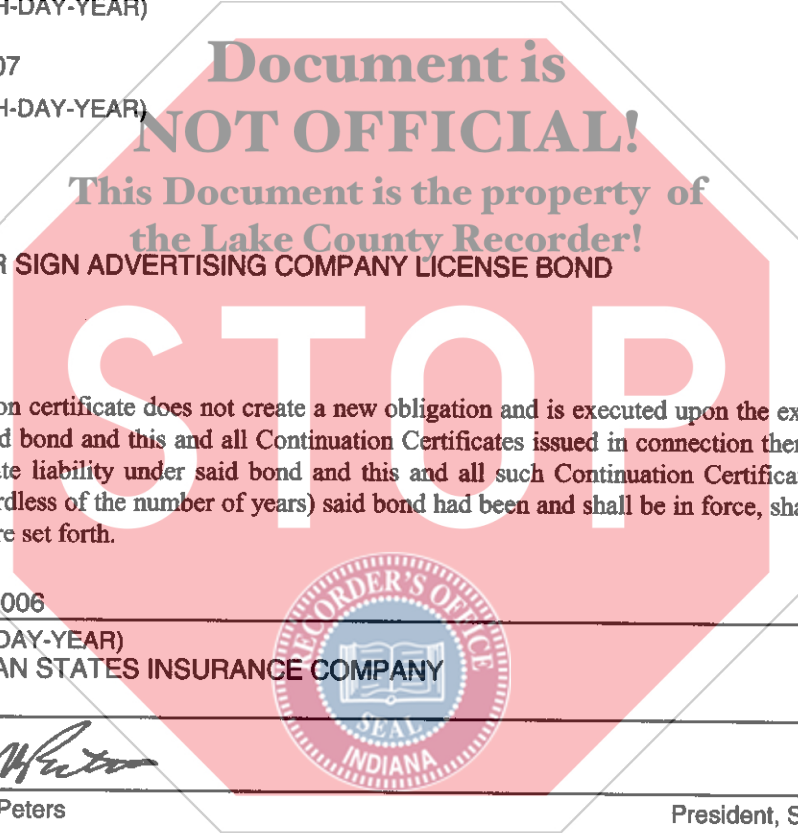 H-DAY-YEAR)
07
H-DAY-YEAR)
Document is
NOT OFFICIAL!
This Document is the property of
the Lake County Recorder!
R SIGN ADVERTISING COMPANY LICENSE BOND
STOP
on certificate does not create a new obligation and is executed upon the ex
d bond and this and all Continuation Certificates issued in connection ther
te liability under said bond and this and all such Continuation Certifica
rdless of the number of years) said bond had been and shall be in force, sha
re set forth.
006
DAY-YEAR)
AN STATES INSURANCE COMPANY
RECORDER'S OFFICE
SEAL
INDIANA
Peters
President, S